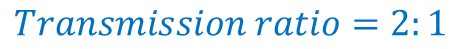 Transmission ratio = 2: 1